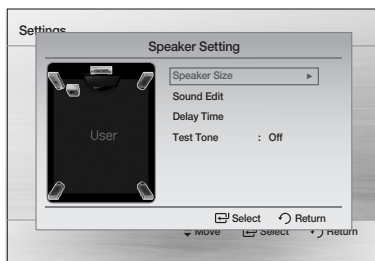 Settings
Speaker Setting
Speaker Size ►
Sound Edit
Delay Time
User
Test Tone : Off
Select Return
Move Select Return